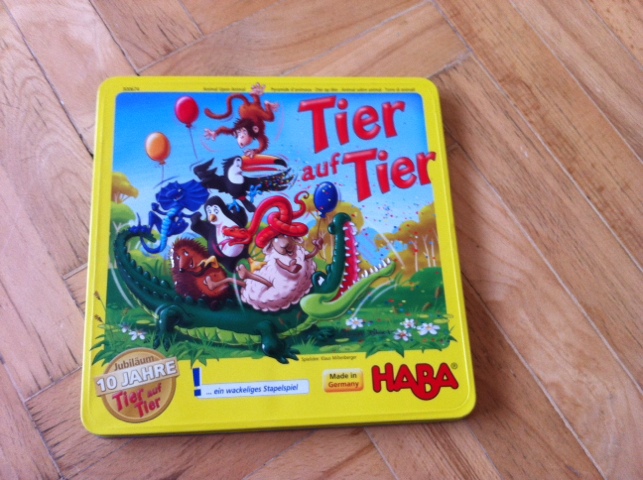 Tier
auf Tier
Jubiläum
10 JAHRE
Tier auf
Tier
! ... ein wackeliges Stapelspiel
Made in
Germany
HABA®